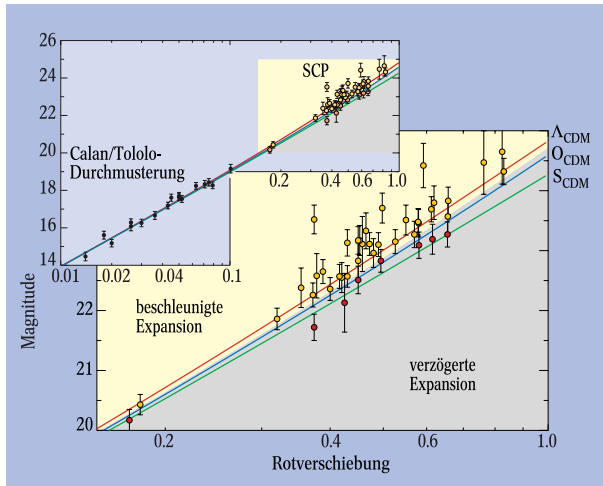 26
24
22
20
18
16
14
SCP
Calan/Tololo-
Durchmusterung
0.01
0.02
0.04
0.1
0.2
0.4
0.6
1.0
ΛCDM
OCDM
SCDM
Magnitude
22
21
20
beschleunigte
Expansion
verzögerte
Expansion
0.2
0.4
0.6
0.8
1.0
Rotverschiebung